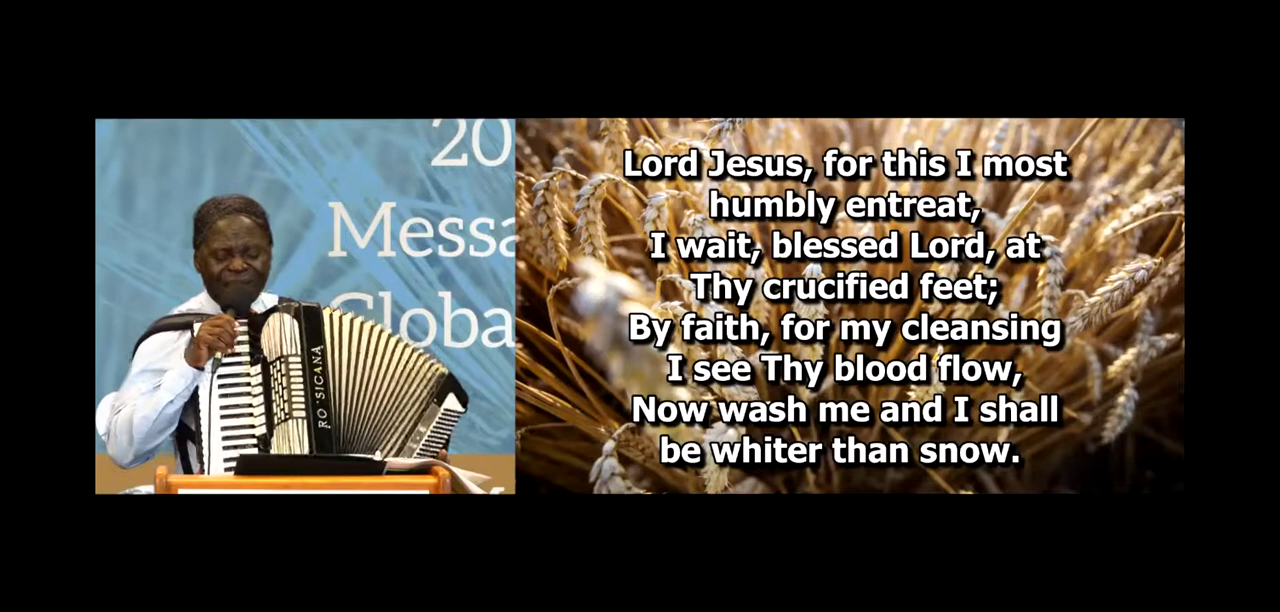 20
Messa
Globa
RO SICANA
Lord Jesus, for this I most
humbly entreat,
I wait, blessed Lord, at
Thy crucified feet;
By faith, for my cleansing
I see Thy blood flow,
Now wash me and I shall
be whiter than snow.